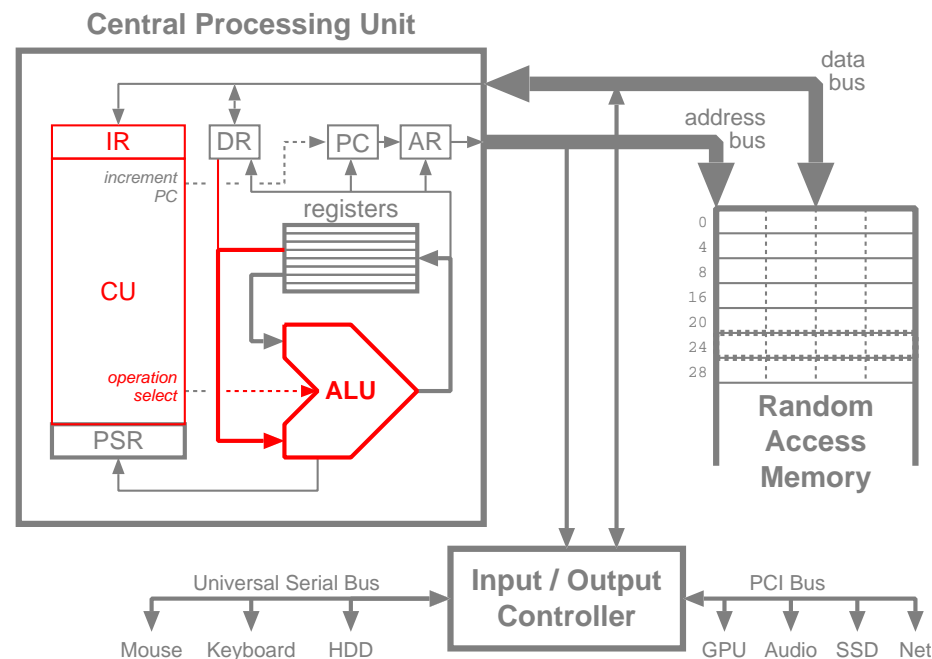 Central Processing Unit
data
bus
address
bus
IR
DR
PC
AR
increment
PC
registers
CU
operation
select
ALU
PSR
0
4
8
16
20
24
28
Random
Access
Memory
Universal Serial Bus
Input / Output
Controller
PCI Bus
Mouse
Keyboard
HDD
GPU
Audio
SSD
Net